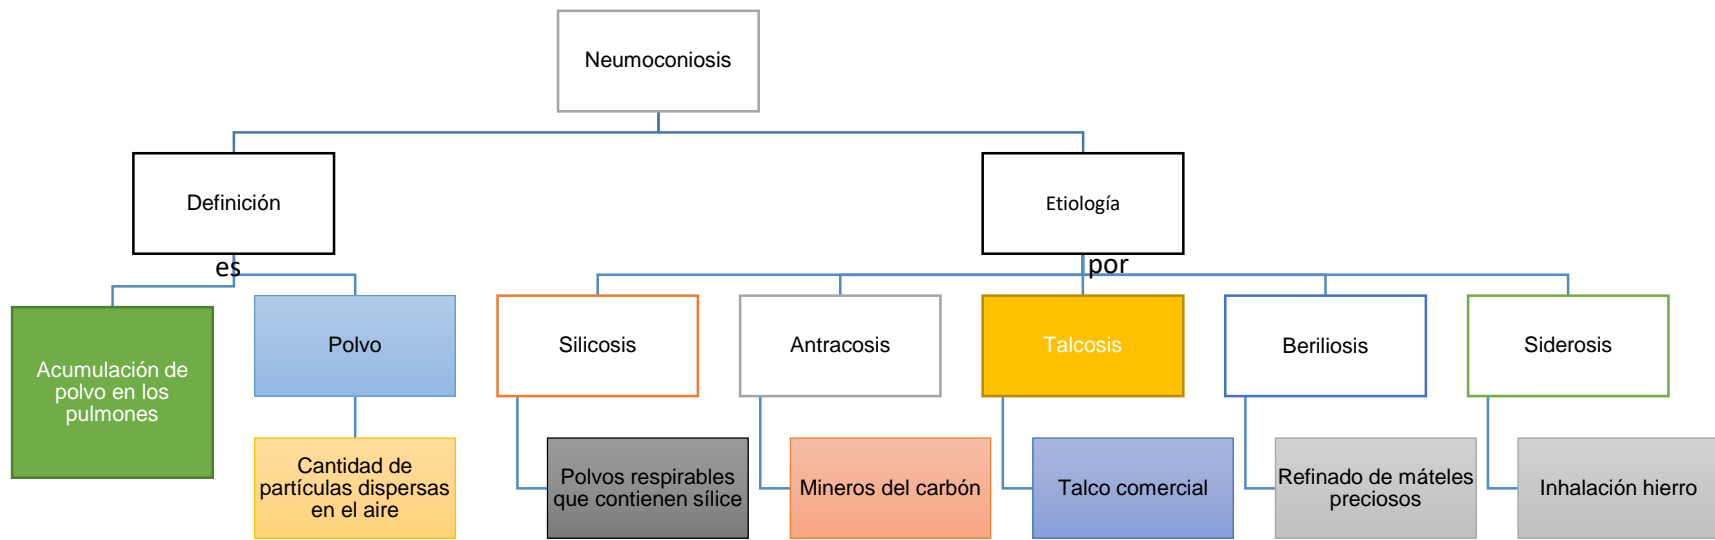 Neumoconiosis
Definición
Etiología
es
por
Acumulación de
polvo en los
pulmones
Polvo
Silicosis
Antracosis
Talcosis
Beriliosis
Siderosis
Cantidad de
partículas dispersas
en el aire
Polvos respirables
que contienen sílice
Mineros del carbón
Talco comercial
Refinado de máteles
preciosos
Inhalación hierro